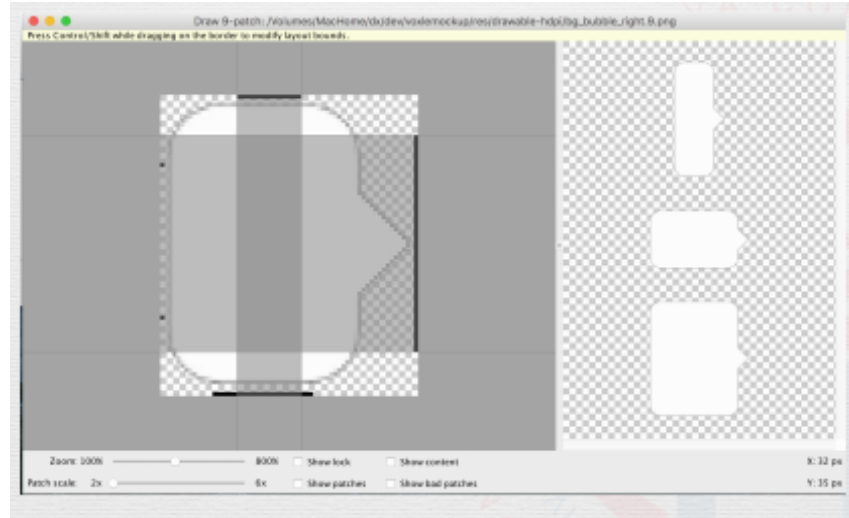 Draw 9-patch: /Volumes/MacHome/dx/dev/voxlemockup/res/drawable-hdpi/bg_bubble_right.9.png
Press Control/Shift while dragging on the border to modify layout bounds.
Zoom: 100% 800% Show lock Show content X: 32 px
Patch scale: 2x 6x Show patches Show bad patches Y: 35 px